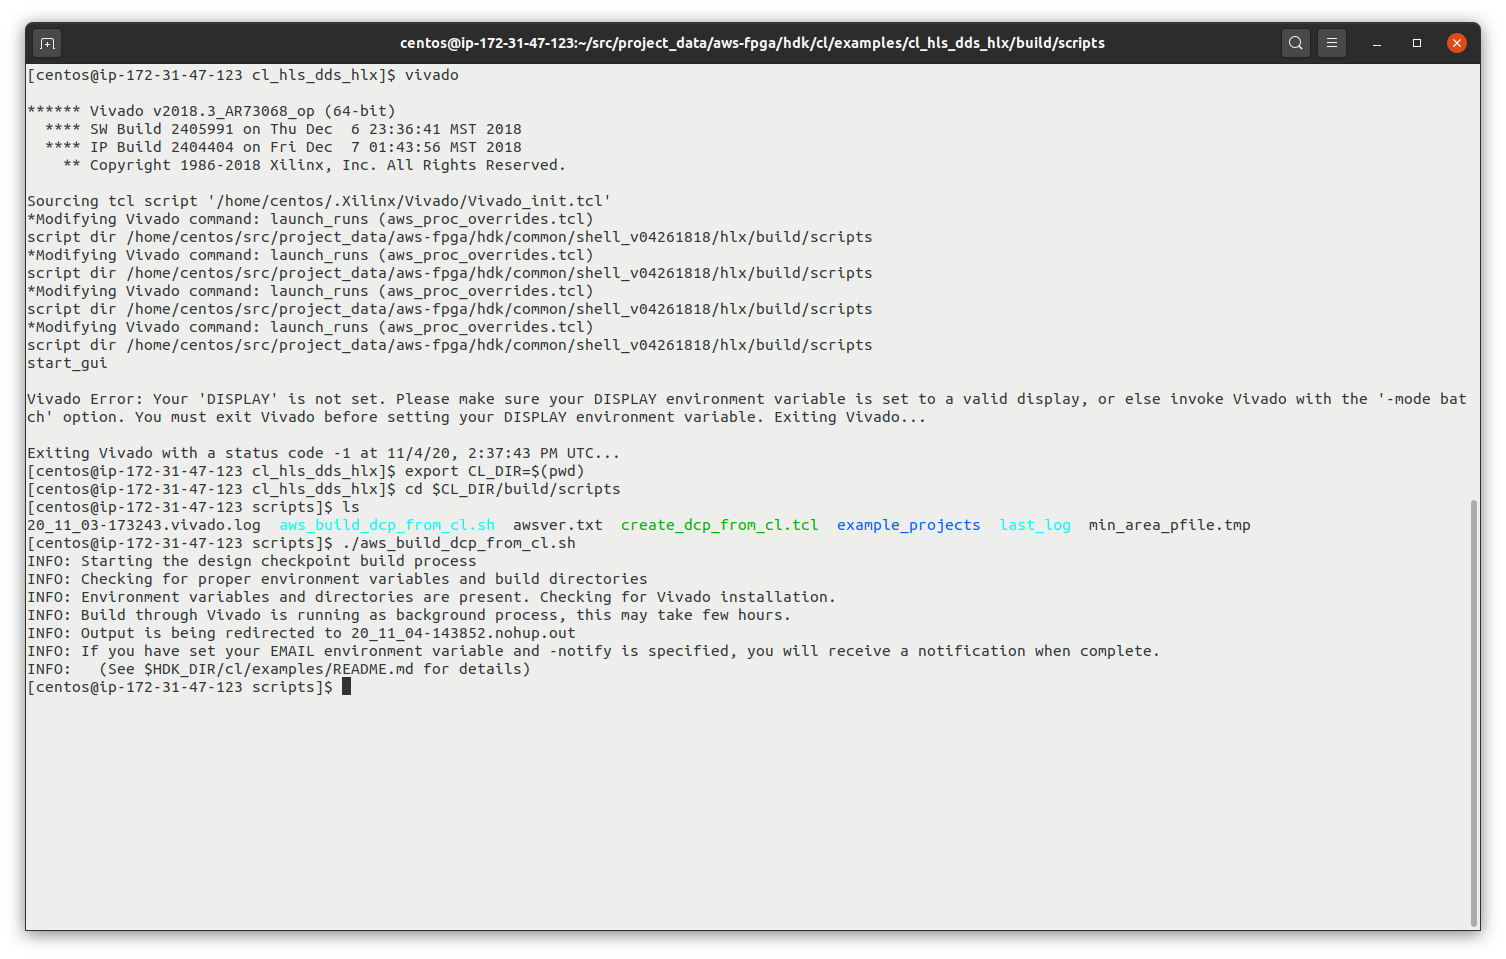 centos@ip-172-31-47-123:~/src/project_data/aws-fpga/hdk/cl/examples/cl_hls_dds_hlx/build/scripts
[centos@ip-172-31-47-123 cl_hls_dds_hlx]$ vivado

****** Vivado v2018.3_AR73068_op (64-bit)
  **** SW Build 2405991 on Thu Dec  6 23:36:41 MST 2018
  **** IP Build 2404404 on Fri Dec  7 01:43:56 MST 2018
    ** Copyright 1986-2018 Xilinx, Inc. All Rights Reserved.

Sourcing tcl script '/home/centos/.Xilinx/Vivado/Vivado_init.tcl'
*Modifying Vivado command: launch_runs (aws_proc_overrides.tcl)
script dir /home/centos/src/project_data/aws-fpga/hdk/common/shell_v04261818/hlx/build/scripts
*Modifying Vivado command: launch_runs (aws_proc_overrides.tcl)
script dir /home/centos/src/project_data/aws-fpga/hdk/common/shell_v04261818/hlx/build/scripts
*Modifying Vivado command: launch_runs (aws_proc_overrides.tcl)
script dir /home/centos/src/project_data/aws-fpga/hdk/common/shell_v04261818/hlx/build/scripts
*Modifying Vivado command: launch_runs (aws_proc_overrides.tcl)
script dir /home/centos/src/project_data/aws-fpga/hdk/common/shell_v04261818/hlx/build/scripts
start_gui

Vivado Error: Your 'DISPLAY' is not set. Please make sure your DISPLAY environment variable is set to a valid display, or else invoke Vivado with the '-mode bat
ch' option. You must exit Vivado before setting your DISPLAY environment variable. Exiting Vivado...

Exiting Vivado with a status code -1 at 11/4/20, 2:37:43 PM UTC...
[centos@ip-172-31-47-123 cl_hls_dds_hlx]$ export CL_DIR=$(pwd)
[centos@ip-172-31-47-123 cl_hls_dds_hlx]$ cd $CL_DIR/build/scripts
[centos@ip-172-31-47-123 scripts]$ ls
20_11_03-173243.vivado.log  aws_build_dcp_from_cl.sh  awsver.txt  create_dcp_from_cl.tcl  example_projects  last_log  min_area_pfile.tmp
[centos@ip-172-31-47-123 scripts]$ ./aws_build_dcp_from_cl.sh
INFO: Starting the design checkpoint build process
INFO: Checking for proper environment variables and build directories
INFO: Environment variables and directories are present. Checking for Vivado installation.
INFO: Build through Vivado is running as background process, this may take few hours.
INFO: Output is being redirected to 20_11_04-143852.nohup.out
INFO: If you have set your EMAIL environment variable and -notify is specified, you will receive a notification when complete.
INFO:   (See $HDK_DIR/cl/examples/README.md for details)
[centos@ip-172-31-47-123 scripts]$